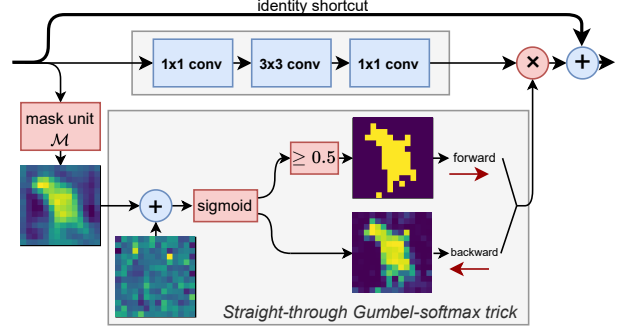 identity shortcut
1x1 conv
3x3 conv
1x1 conv
×
+
mask unit
ℳ
≥ 0.5
forward
+
sigmoid
backward
Straight-through Gumbel-softmax trick